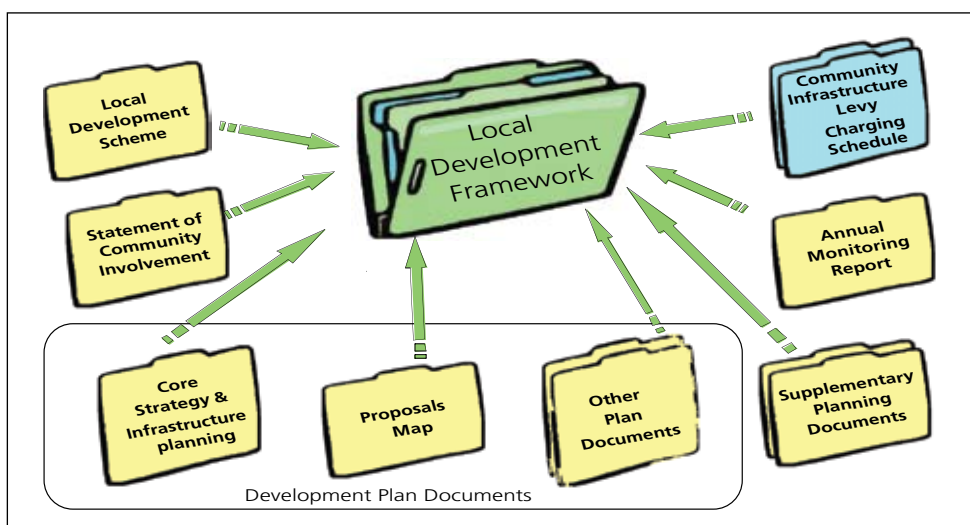 Local
Development
Scheme
Local
Development
Framework
Community
Infrastructure
Levy
Charging
Schedule
Statement of
Community
Involvement
Annual
Monitoring
Report
Core
Strategy &
Infrastructure
planning
Proposals
Map
Other
Plan
Documents
Supplementary
Planning
Documents
Development Plan Documents